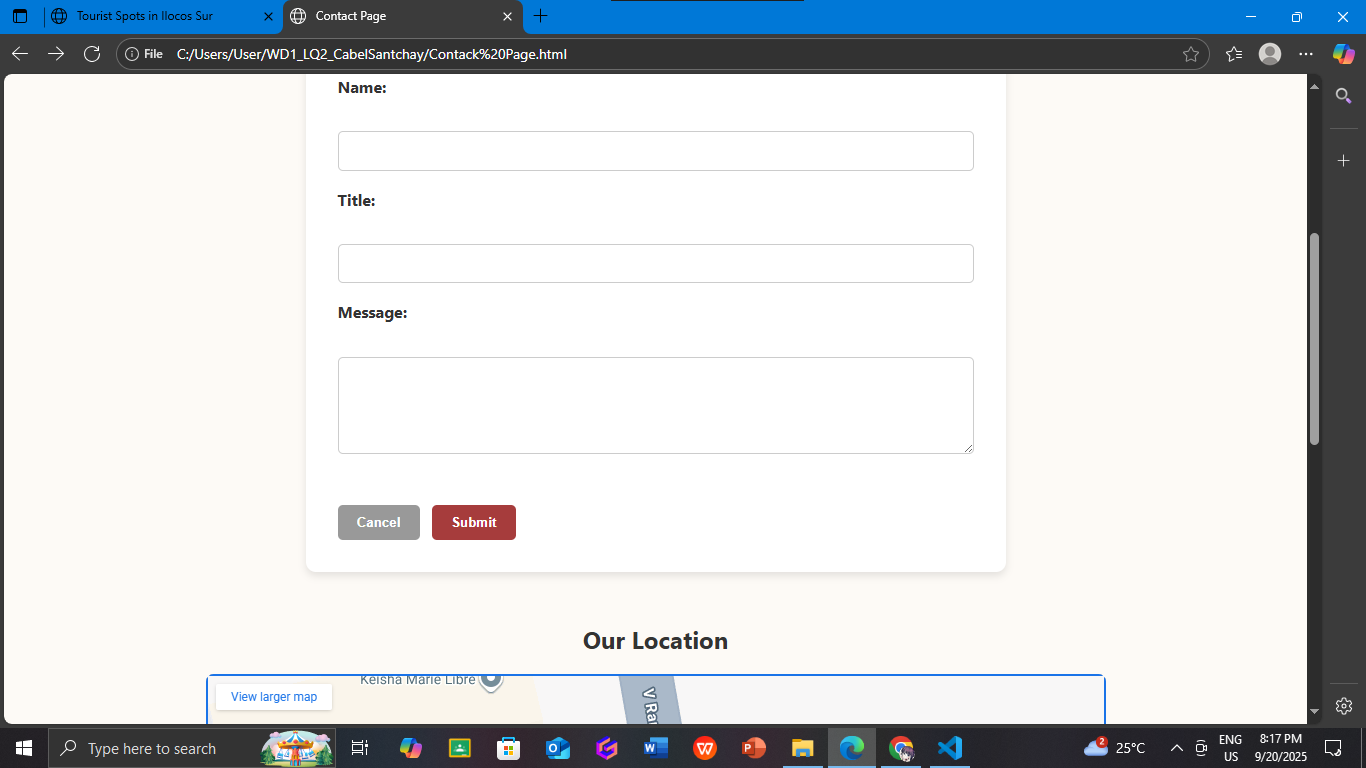 Tourist Spots in Ilocos Sur
Contact Page
File C:/Users/User/WD1_LQ2_CabelSantchay/Contack%20Page.html
Name:
Title:
Message:
Cancel
Submit
Our Location
Keisha Marie Libre
View larger map
Type here to search
2
25°C
ENG
US
8:17 PM
9/20/2025